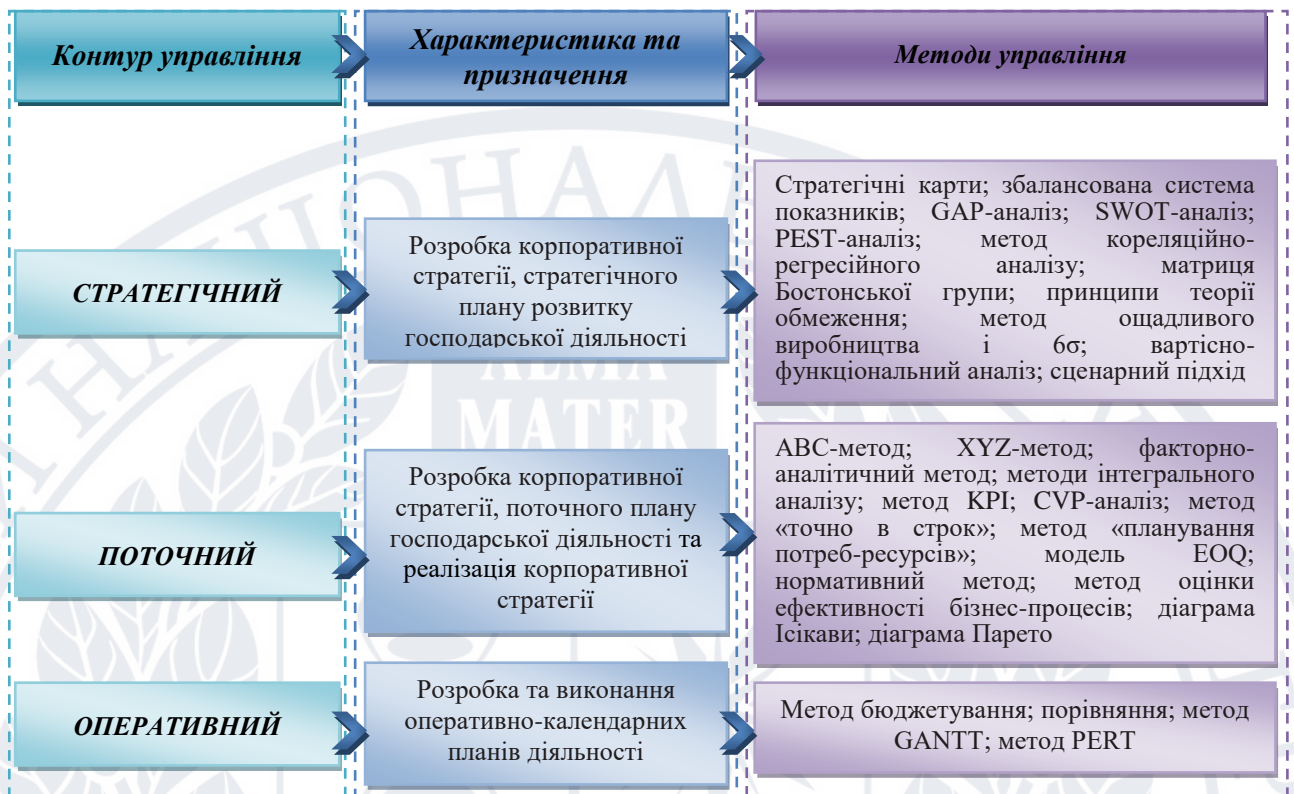 Контур управління
Характеристика та
призначення
Методи управління
СТРАТЕГІЧНИЙ
Розробка корпоративної
стратегії, стратегічного
плану розвитку
господарської діяльності
Стратегічні карти; збалансована система
показників; GAP-аналіз; SWOT-аналіз;
PEST-аналіз; метод кореляційно-
регресійного аналізу; матриця
Бостонської групи; принципи теорії
обмеження; метод ощадливого
виробництва і 6σ; вартісно-
функціональний аналіз; сценарний підхід
ПОТОЧНИЙ
Розробка корпоративної
стратегії, поточного плану
господарської діяльності та
реалізація корпоративної
стратегії
АВС-метод; XYZ-метод; факторно-
аналітичний метод; методи інтегрального
аналізу; метод KPI; CVP-аналіз; метод
«точно в строк»; метод «планування
потреб-ресурсів»; модель EOQ;
нормативний метод; метод оцінки
ефективності бізнес-процесів; діаграма
Ісікави; діаграма Парето
ОПЕРАТИВНИЙ
Розробка та виконання
оперативно-календарних
планів діяльності
Метод бюджетування; порівняння; метод
GANTT; метод PERT
ALMA
MATER